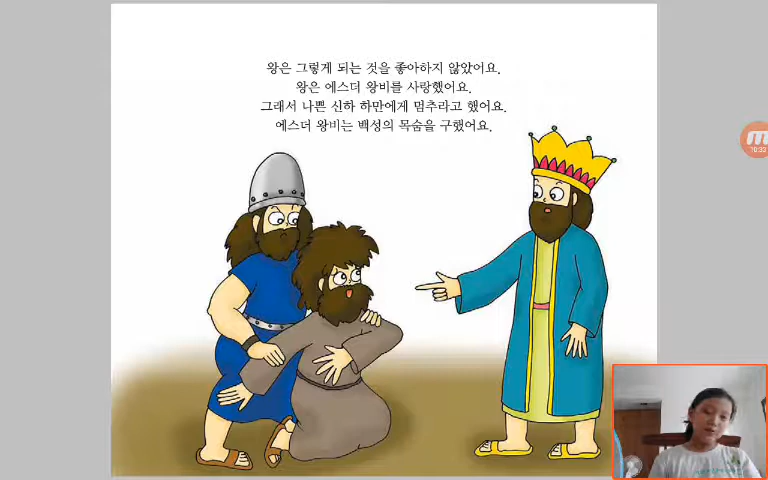 왕은 그렇게 되는 것을 좋아하지 않았어요.
왕은 에스더 왕비를 사랑했어요.
그래서 나쁜 신하 하만에게 멈추라고 했어요.
에스더 왕비는 백성의 목숨을 구했어요.